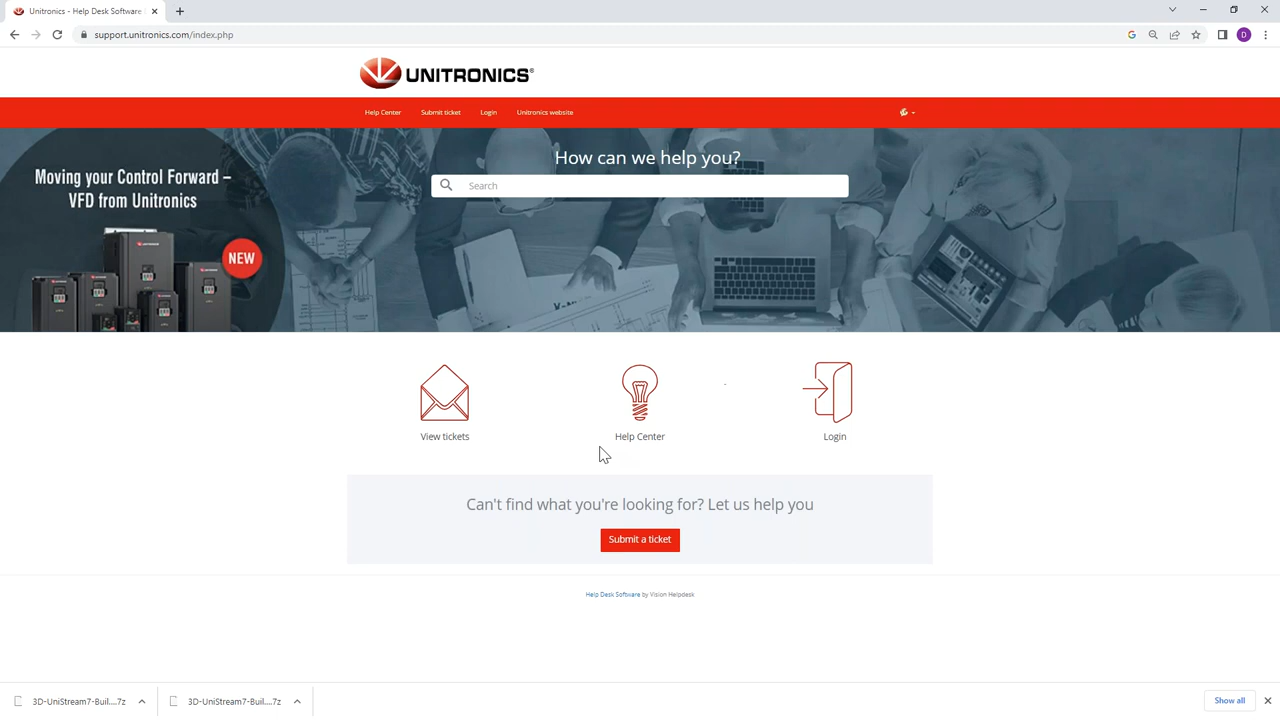 Unitronics - Help Desk Software
support.unitronics.com/index.php
D
UNITRONICS®
Help Center
Submit ticket
Login
Unitronics website
Moving your Control Forward –
VFD from Unitronics
NEW
How can we help you?
Search
View tickets
Help Center
Login
Can't find what you're looking for? Let us help you
Submit a ticket
Help Desk Software by Vision Helpdesk
3D-UniStream7-Buil....7z
3D-UniStream7-Buil....7z
Show all